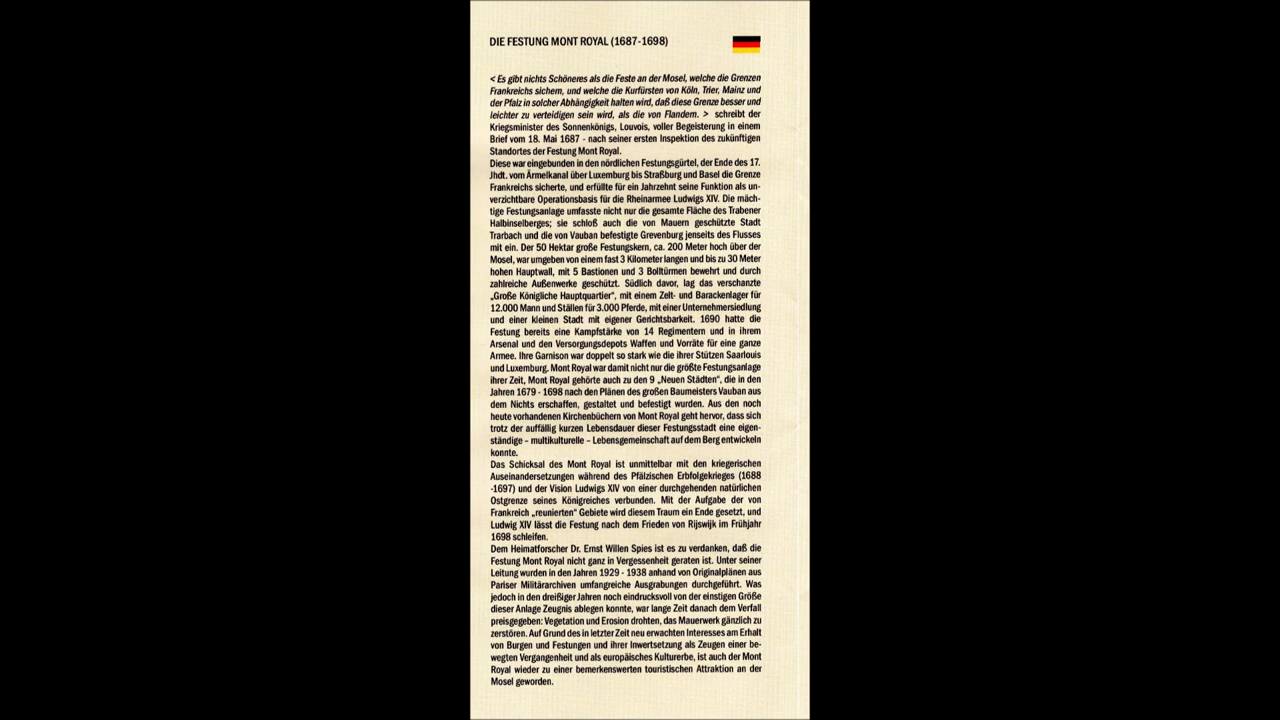 DIE FESTUNG MONT ROYAL (1687-1698)
< Es gibt nichts Schöneres als die Feste an der Mosel, welche die Grenzen
Frankreichs sichern, und welche die Kurfürsten von Köln, Trier, Mainz und
der Pfalz in solcher Abhängigkeit halten wird, daß diese Grenze besser und
leichter zu verteidigen sein wird, als die von Flandern. > schreibt der
Kriegsminister des Sonnenkönigs, Louvois, voller Begeisterung in einem
Brief vom 18. Mai 1687 - nach seiner ersten Inspektion des zukünftigen
Standortes der Festung Mont Royal.
Diese war eingebunden in den nördlichen Festungsgürtel, der Ende des 17.
Jhdt. vom Ärmelkanal über Luxemburg bis Straßburg und Basel die Grenze
Frankreichs sicherte, und erfüllte für ein Jahrzehnt seine Funktion als un-
verzichtbare Operationsbasis für die Rheinarmee Ludwigs XIV. Die mäch-
tige Festungsanlage umfasste nicht nur die gesamte Fläche des Trabener
Halbinselberges; sie schloß auch die von Mauern geschützte Stadt
Trarbach und die von Vauban befestigte Grevenburg jenseits des Flusses
mit ein. Der 50 Hektar große Festungskern, ca. 200 Meter hoch über der
Mosel, war umgeben von einem fast 3 Kilometer langen und bis zu 30 Meter
hohen Hauptwall, mit 5 Bastionen und 3 Bolltürmen bewehrt und durch
zahlreiche Außenwerke geschützt. Südlich davor, lag das verschanzte
„Große Königliche Hauptquartier“, mit einem Zelt- und Barackenlager für
12.000 Mann und Ställen für 3.000 Pferde, mit einer Unternehmersiedlung
und einer kleinen Stadt mit eigener Gerichtsbarkeit. 1690 hatte die
Festung bereits eine Kampfstärke von 14 Regimentern und in ihrem
Arsenal und den Versorgungsdepots Waffen und Vorräte für eine ganze
Armee. Ihre Garnison war doppelt so stark wie die ihrer Stützen Saarlouis
und Luxemburg. Mont Royal war damit nicht nur die größte Festungsanlage
ihrer Zeit, Mont Royal gehörte auch zu den 9 „Neuen Städten“, die in den
Jahren 1679 - 1698 nach den Plänen des großen Baumeisters Vauban aus
dem Nichts erschaffen, gestaltet und befestigt wurden. Aus den noch
heute vorhandenen Kirchenbüchern von Mont Royal geht hervor, dass sich
trotz der auffällig kurzen Lebensdauer dieser Festungsstadt eine eigen-
ständige – multikulturelle – Lebensgemeinschaft auf dem Berg entwickeln
konnte.
Das Schicksal des Mont Royal ist unmittelbar mit den kriegerischen
Auseinandersetzungen während des Pfälzischen Erbfolgekrieges (1688
-1697) und der Vision Ludwigs XIV von einer durchgehenden natürlichen
Ostgrenze seines Königreiches verbunden. Mit der Aufgabe der von
Frankreich „reunierten“ Gebiete wird diesem Traum ein Ende gesetzt, und
Ludwig XIV lässt die Festung nach dem Frieden von Rijswijk im Frühjahr
1698 schleifen.
Dem Heimatforscher Dr. Ernst Willen Spies ist es zu verdanken, daß die
Festung Mont Royal nicht ganz in Vergessenheit geraten ist. Unter seiner
Leitung wurden in den Jahren 1929 - 1938 anhand von Originalplänen aus
Pariser Militärarchiven umfangreiche Ausgrabungen durchgeführt. Was
jedoch in den dreißiger Jahren noch eindrucksvoll von der einstigen Größe
dieser Anlage Zeugnis ablegen konnte, war lange Zeit danach dem Verfall
preisgegeben: Vegetation und Erosion drohten, das Mauerwerk gänzlich zu
zerstören. Auf Grund des in letzter Zeit neu erwachten Interesses am Erhalt
von Burgen und Festungen und ihrer Inwertsetzung als Zeugen einer be-
wegten Vergangenheit und als europäisches Kulturerbe, ist auch der Mont
Royal wieder zu einer bemerkenswerten touristischen Attraktion an der
Mosel geworden.